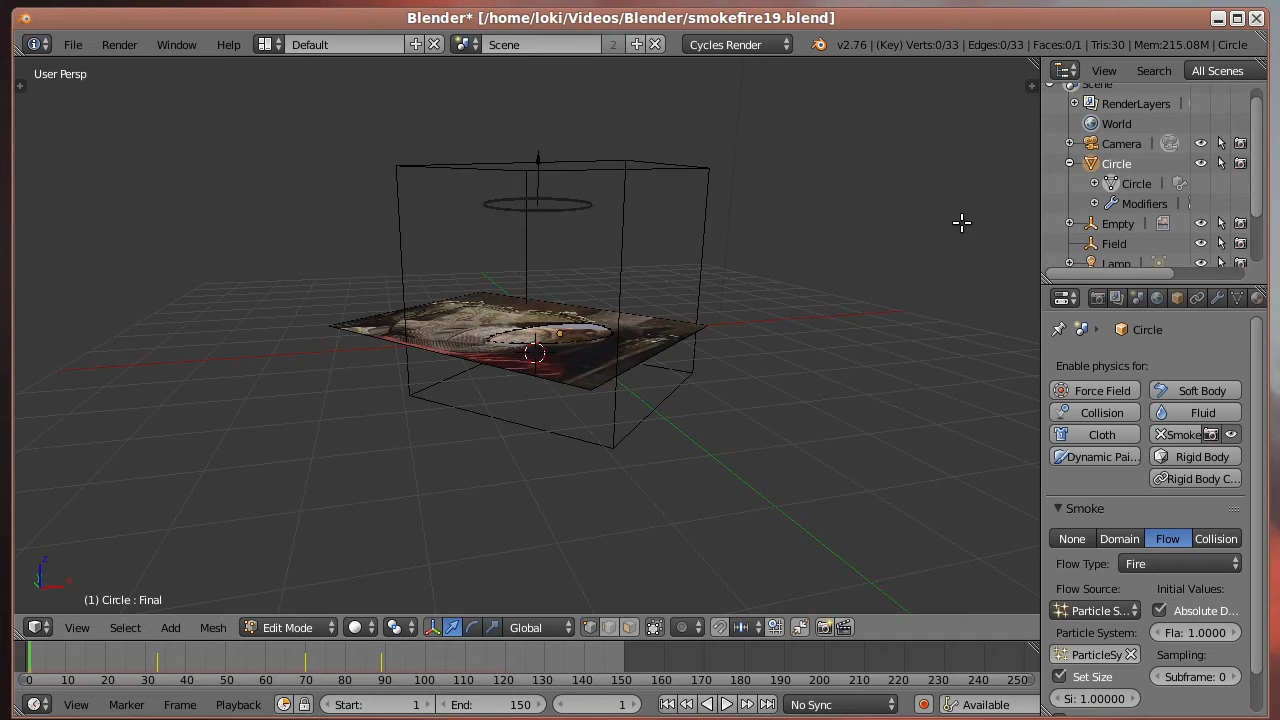 Blender* [/home/loki/Videos/Blender/smokefire19.blend]
File Render Window Help Default Scene 2 Cycles Render v2.76 | (Key) Verts:0/33 | Edges:0/33 | Faces:0/1 | Tris:30 | Mem:215.08M | Circle
User Persp
View Search All Scenes
Scene
RenderLayers
World
Camera
Circle
Circle
Modifiers
Empty
Field
Lamp
Circle
Enable physics for:
Force Field Soft Body
Collision Fluid
Cloth Smoke
Dynamic Pai... Rigid Body
Rigid Body C...
Smoke
None Domain Flow Collision
Flow Type: Fire
Flow Source: Initial Values:
Particle S... Absolute D...
Particle System: Fla: 1.0000
ParticleSy Sampling:
Set Size Subframe: 0
Si: 1.00000
z
x
(1) Circle : Final
View Select Add Mesh Edit Mode Global
0 10 20 30 40 50 60 70 80 90 100 110 120 130 140 150 160 170 180 190 200 210 220 230 240 250
View Marker Frame Playback Start: 1 End: 150 1 No Sync Available